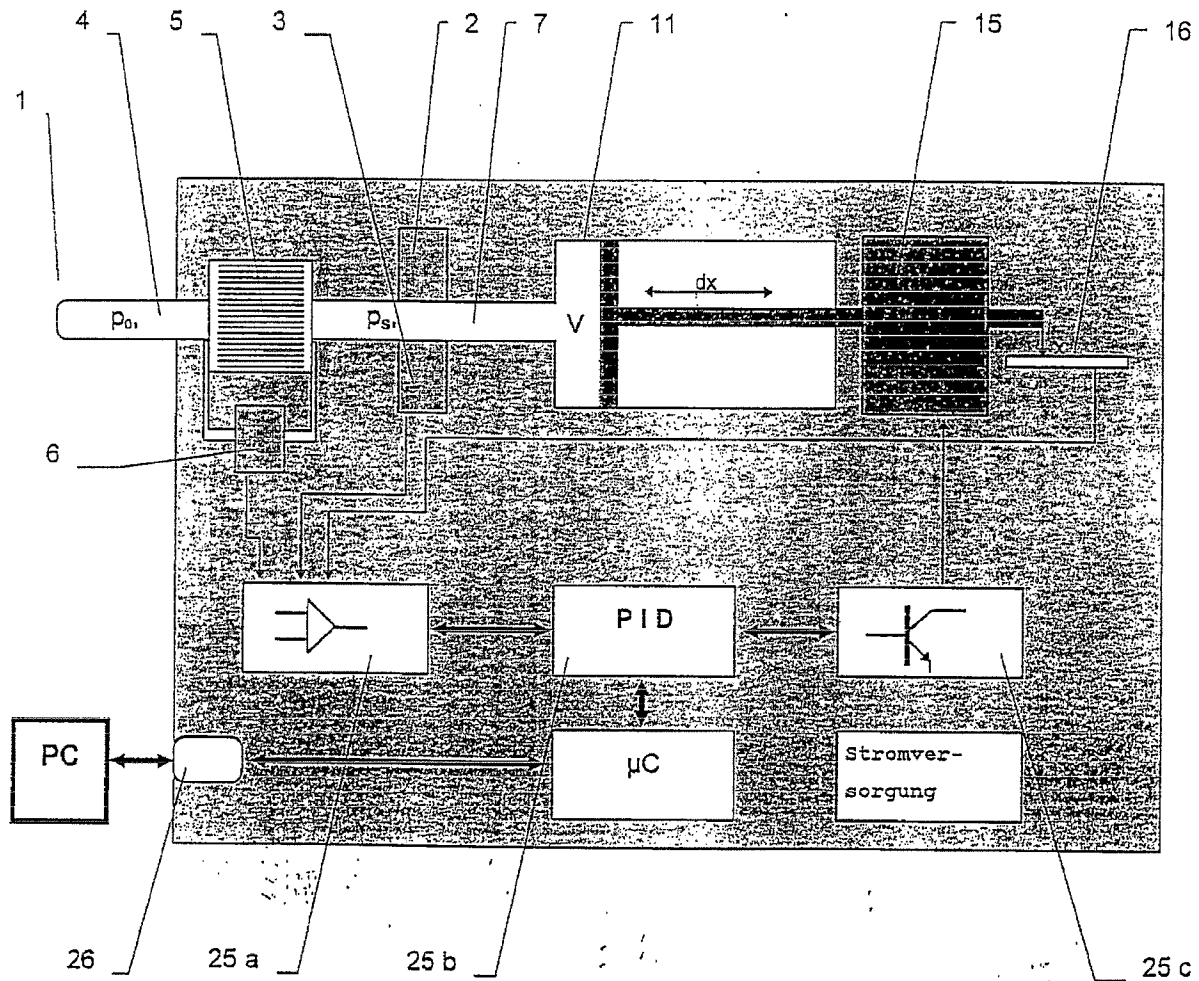 4 5 3 2 7 11 15 16
1
dx
p₀,
pₛ,
V
x
6
PID
PC
µC
Stromver-
sorgung
26 25 a 25 b 25 c